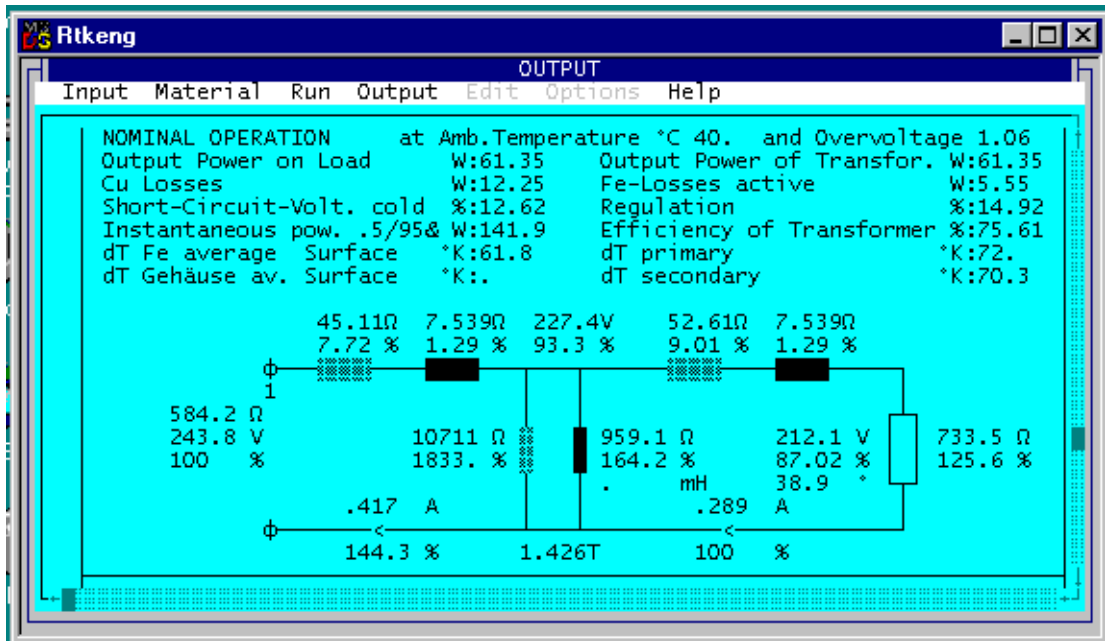 Rtkeng
OUTPUT
Input Material Run Output Edit Options Help
NOMINAL OPERATION at Amb.Temperature °C 40. and Overvoltage 1.06
Output Power on Load W:61.35 Output Power of Transfor. W:61.35
Cu Losses W:12.25 Fe-Losses active W:5.55
Short-Circuit-Volt. cold %:12.62 Regulation %:14.92
Instantaneous pow. .5/95& W:141.9 Efficiency of Transformer %:75.61
dT Fe average Surface °K:61.8 dT primary °K:72.
dT Gehäuse av. Surface °K:. dT secondary °K:70.3
45.11Ω 7.539Ω 227.4V 52.61Ω 7.539Ω
7.72 % 1.29 % 93.3 % 9.01 % 1.29 %
1
584.2 Ω
243.8 V 10711 Ω 959.1 Ω 212.1 V 733.5 Ω
100 % 1833. % 164.2 % 87.02 % 125.6 %
. mH 38.9 °
.417 A .289 A
144.3 % 1.426T 100 %